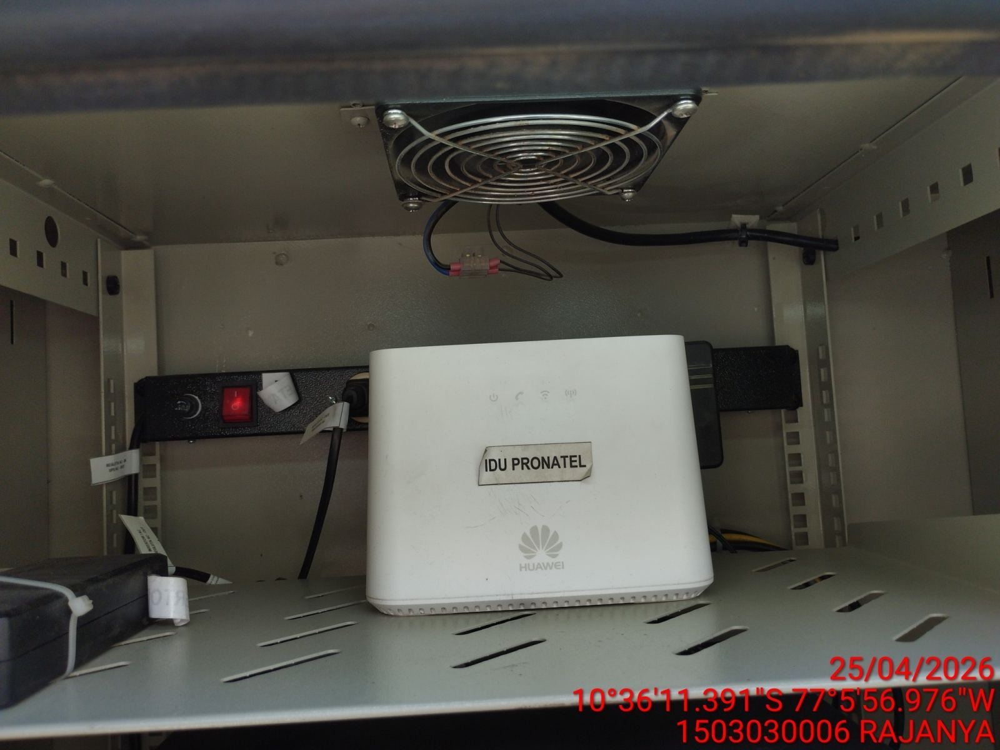 IDU PRONATEL
HUAWEI
25/04/2026
10°36'11.391"S 77°5'56.976"W
1503030006 RAJANYA